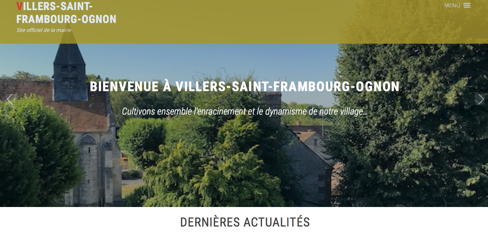 VILLERS-SAINT-
FRAMBOURG-OGNON
Site officiel de la mairie
MENU
BIENVENUE À VILLERS-SAINT-FRAMBOURG-OGNON
Cultivons ensemble l'enracinement et le dynamisme de notre village...
DERNIÈRES ACTUALITÉS